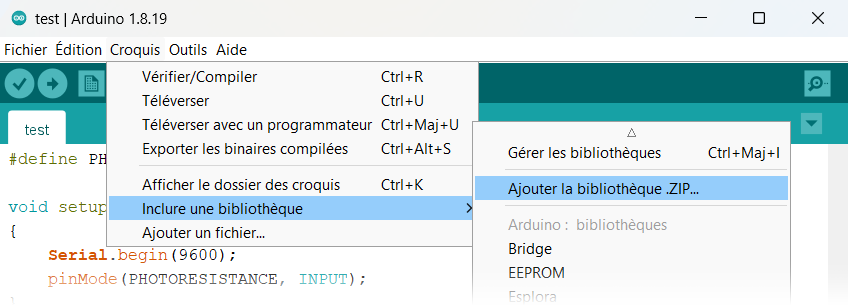 test | Arduino 1.8.19
Fichier Édition Croquis Outils Aide
Vérifier/Compiler Ctrl+R
Téléverser Ctrl+U
Téléverser avec un programmateur Ctrl+Maj+U
Exporter les binaires compilées Ctrl+Alt+S
Afficher le dossier des croquis Ctrl+K
Inclure une bibliothèque
Ajouter un fichier...
Gérer les bibliothèques Ctrl+Maj+I
Ajouter la bibliothèque .ZIP...
Arduino : bibliothèques
Bridge
EEPROM
Esplora
test
#define PH
void setup
{
Serial.begin(9600);
pinMode(PHOTORESISTANCE, INPUT);